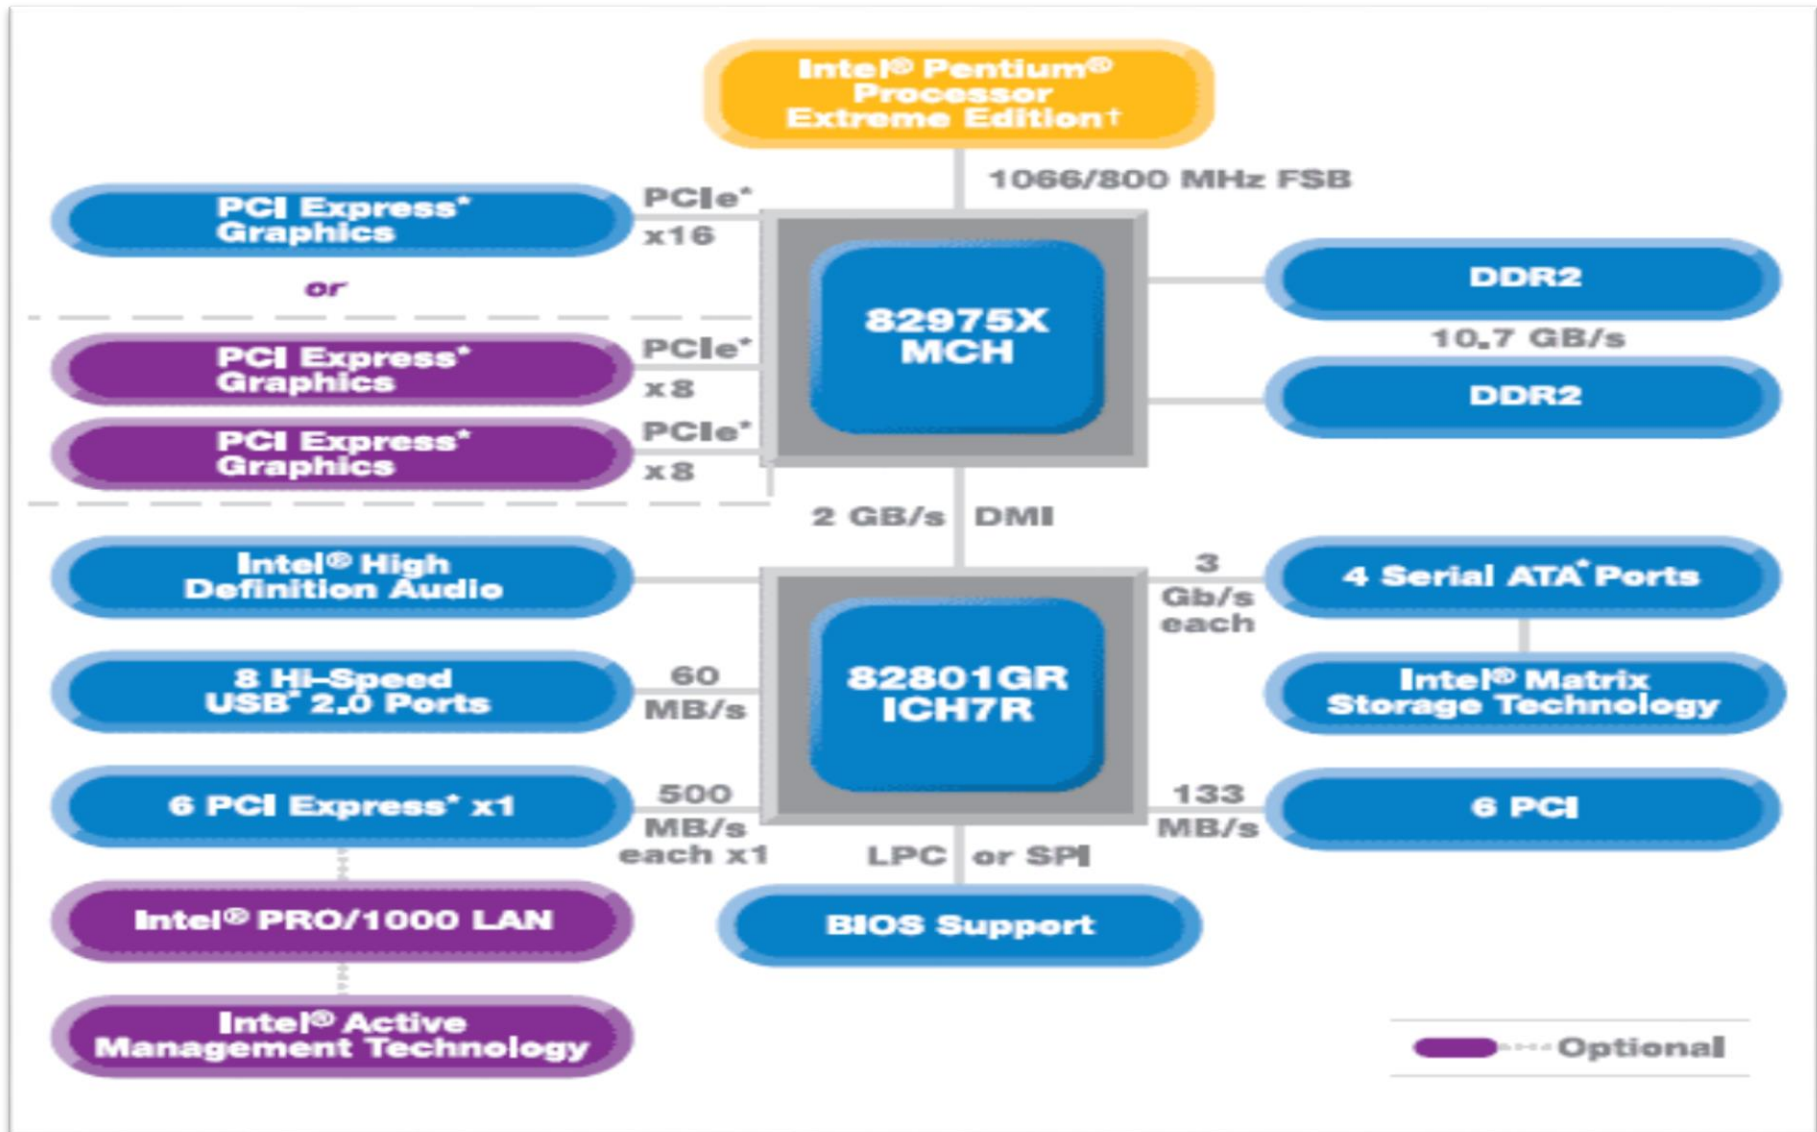 Intel® Pentium®
Processor
Extreme Edition†
1066/800 MHz FSB
PCI Express*
Graphics
PCIe*
x16
or
PCI Express*
Graphics
PCIe*
x8
PCI Express*
Graphics
PCIe*
x8
82975X
MCH
DDR2
10.7 GB/s
DDR2
2 GB/s DMI
Intel® High
Definition Audio
8 Hi-Speed
USB* 2.0 Ports
60
MB/s
6 PCI Express* x1
500
MB/s
each x1
Intel® PRO/1000 LAN
Intel® Active
Management Technology
82801GR
ICH7R
3
Gb/s
each
4 Serial ATA* Ports
Intel® Matrix
Storage Technology
133
MB/s
6 PCI
LPC or SPI
BIOS Support
Optional